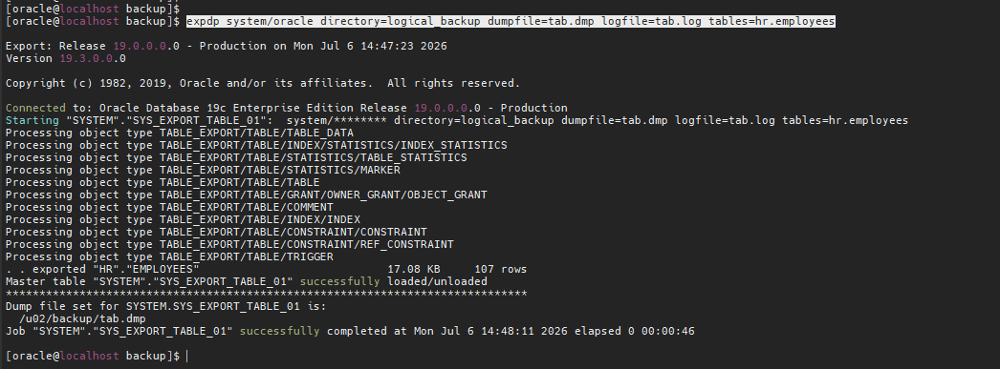 [oracle@localhost backup]$
[oracle@localhost backup]$ expdp system/oracle directory=logical_backup dumpfile=tab.dmp logfile=tab.log tables=hr.employees
Export: Release 19.0.0.0.0 - Production on Mon Jul 6 14:47:23 2026
Version 19.3.0.0.0
Copyright (c) 1982, 2019, Oracle and/or its affiliates.  All rights reserved.
Connected to: Oracle Database 19c Enterprise Edition Release 19.0.0.0.0 - Production
Starting "SYSTEM"."SYS_EXPORT_TABLE_01":  system/******** directory=logical_backup dumpfile=tab.dmp logfile=tab.log tables=hr.employees
Processing object type TABLE_EXPORT/TABLE/TABLE_DATA
Processing object type TABLE_EXPORT/TABLE/INDEX/STATISTICS/INDEX_STATISTICS
Processing object type TABLE_EXPORT/TABLE/STATISTICS/TABLE_STATISTICS
Processing object type TABLE_EXPORT/TABLE/STATISTICS/MARKER
Processing object type TABLE_EXPORT/TABLE/TABLE
Processing object type TABLE_EXPORT/TABLE/GRANT/OWNER_GRANT/OBJECT_GRANT
Processing object type TABLE_EXPORT/TABLE/COMMENT
Processing object type TABLE_EXPORT/TABLE/INDEX/INDEX
Processing object type TABLE_EXPORT/TABLE/CONSTRAINT/CONSTRAINT
Processing object type TABLE_EXPORT/TABLE/CONSTRAINT/REF_CONSTRAINT
Processing object type TABLE_EXPORT/TABLE/TRIGGER
. . exported "HR"."EMPLOYEES"                            17.08 KB     107 rows
Master table "SYSTEM"."SYS_EXPORT_TABLE_01" successfully loaded/unloaded
******************************************************************************
Dump file set for SYSTEM.SYS_EXPORT_TABLE_01 is:
  /u02/backup/tab.dmp
Job "SYSTEM"."SYS_EXPORT_TABLE_01" successfully completed at Mon Jul 6 14:48:11 2026 elapsed 0 00:00:46
[oracle@localhost backup]$